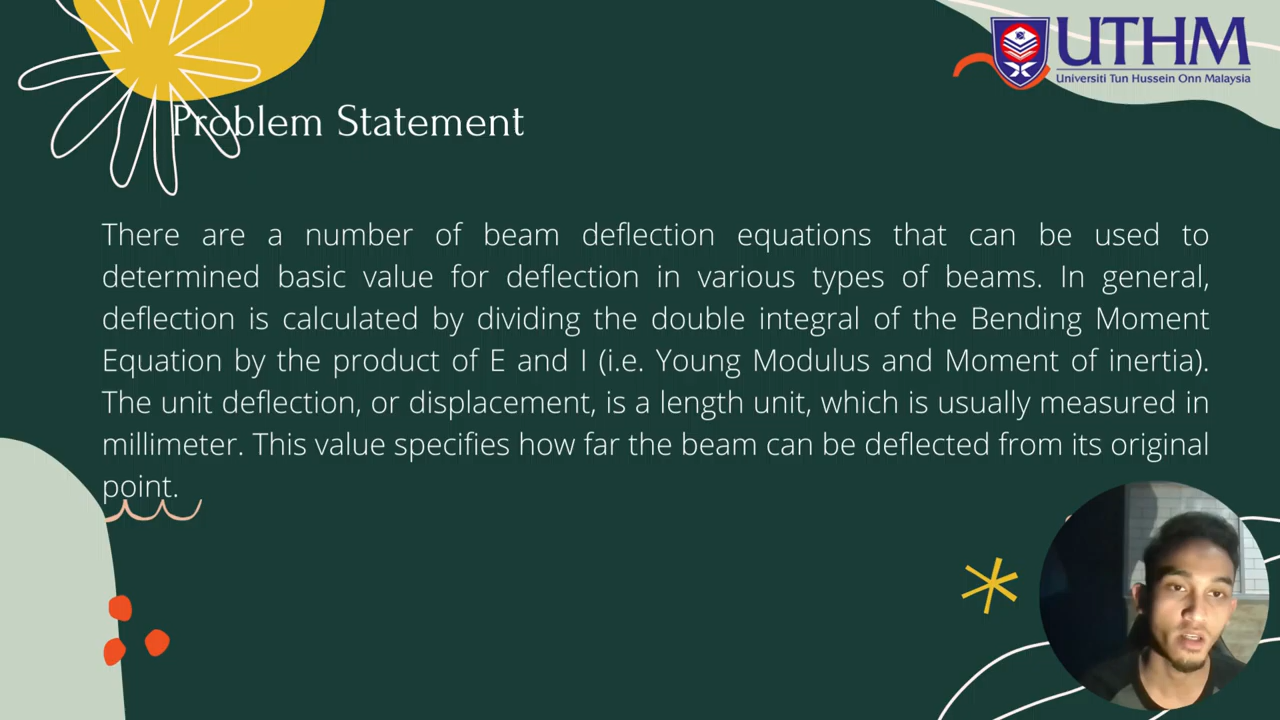 UTHM
Universiti Tun Hussein Onn Malaysia
Problem Statement
There are a number of beam deflection equations that can be used to
determined basic value for deflection in various types of beams. In general,
deflection is calculated by dividing the double integral of the Bending Moment
Equation by the product of E and I (i.e. Young Modulus and Moment of inertia).
The unit deflection, or displacement, is a length unit, which is usually measured in
millimeter. This value specifies how far the beam can be deflected from its original
point.